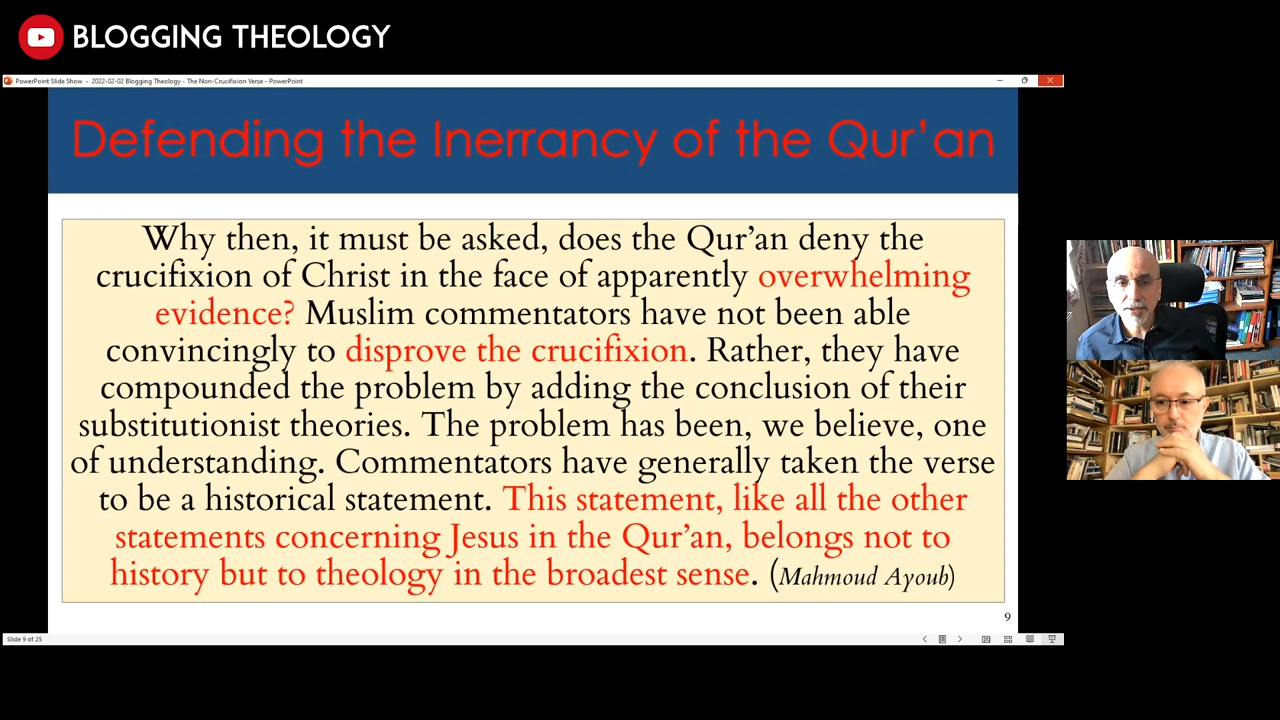 BLOGGING THEOLOGY
PowerPoint Slide Show - 2022-02-02 Blogging Theology - The Non-Crucifixion Verse - PowerPoint
Defending the Inerrancy of the Qur’an
Why then, it must be asked, does the Qur’an deny the
crucifixion of Christ in the face of apparently overwhelming
evidence? Muslim commentators have not been able
convincingly to disprove the crucifixion. Rather, they have
compounded the problem by adding the conclusion of their
substitutionist theories. The problem has been, we believe, one
of understanding. Commentators have generally taken the verse
to be a historical statement. This statement, like all the other
statements concerning Jesus in the Qur’an, belongs not to
history but to theology in the broadest sense. (Mahmoud Ayoub)
9
Slide 9 of 25